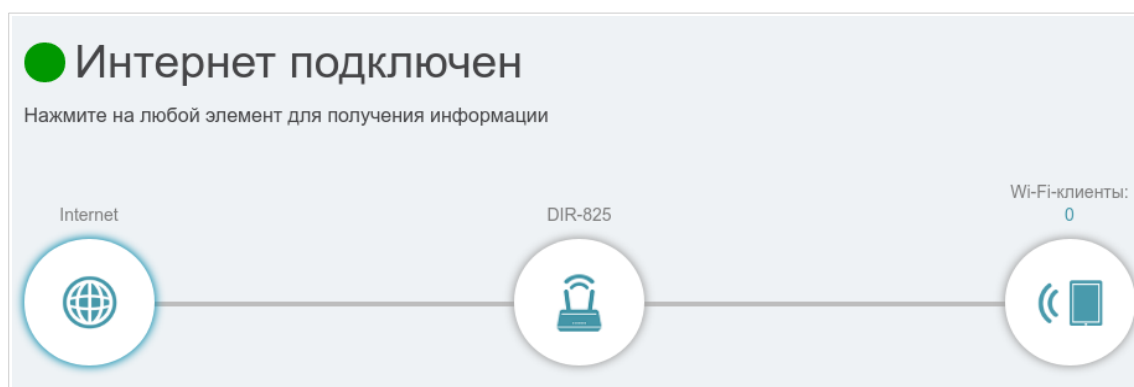 Интернет подключен
Нажмите на любой элемент для получения информации
Internet
DIR-825
Wi-Fi-клиенты:
0